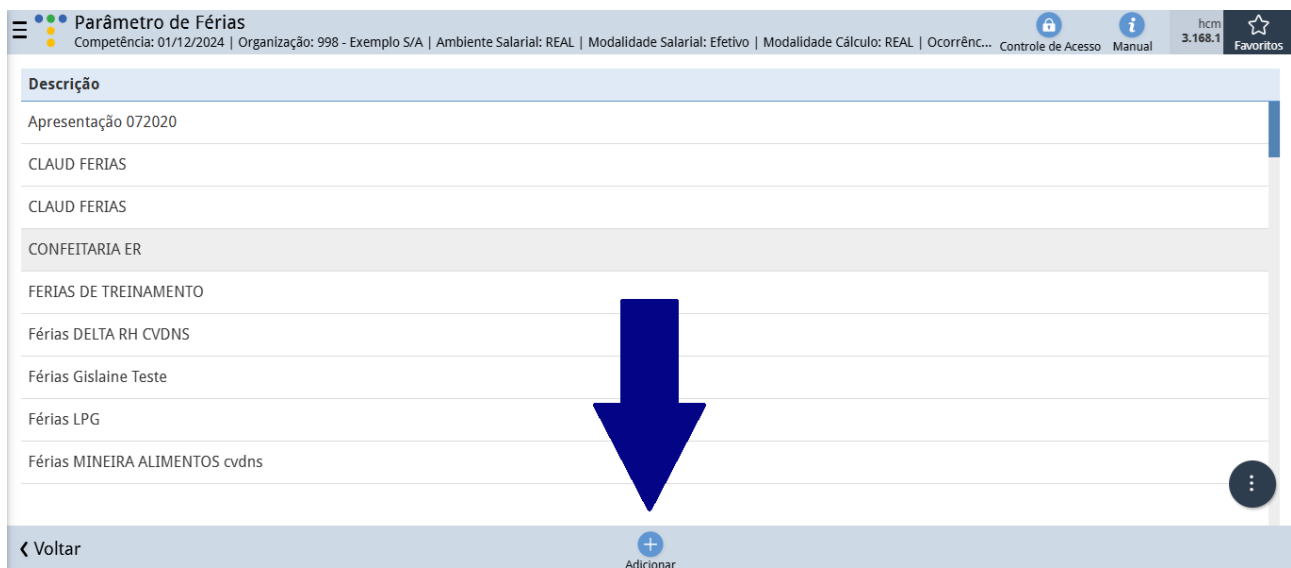 Parâmetro de Férias
Competência: 01/12/2024 | Organização: 998 - Exemplo S/A | Ambiente Salarial: REAL | Modalidade Salarial: Efetivo | Modalidade Cálculo: REAL | Ocorrênc...
Controle de Acesso
Manual
hcm
3.168.1
Favoritos
Descrição
Apresentação 072020
CLAUD FERIAS
CLAUD FERIAS
CONFEITARIA ER
FERIAS DE TREINAMENTO
Férias DELTA RH CVDNS
Férias Gislaine Teste
Férias LPG
Férias MINEIRA ALIMENTOS cvdns
Voltar
Adicionar